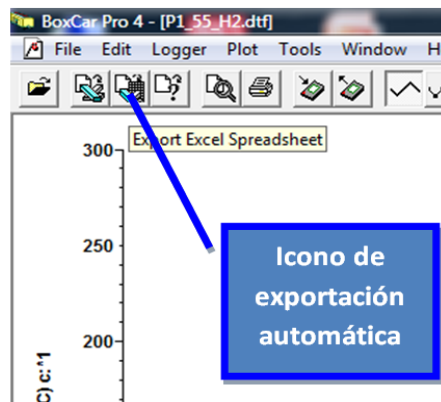 BoxCar Pro 4 - [P1_55_H2.dtf]
File Edit Logger Plot Tools Window H
Export Excel Spreadsheet
300
250
200
Icono de
exportación
automática
C) c:^1